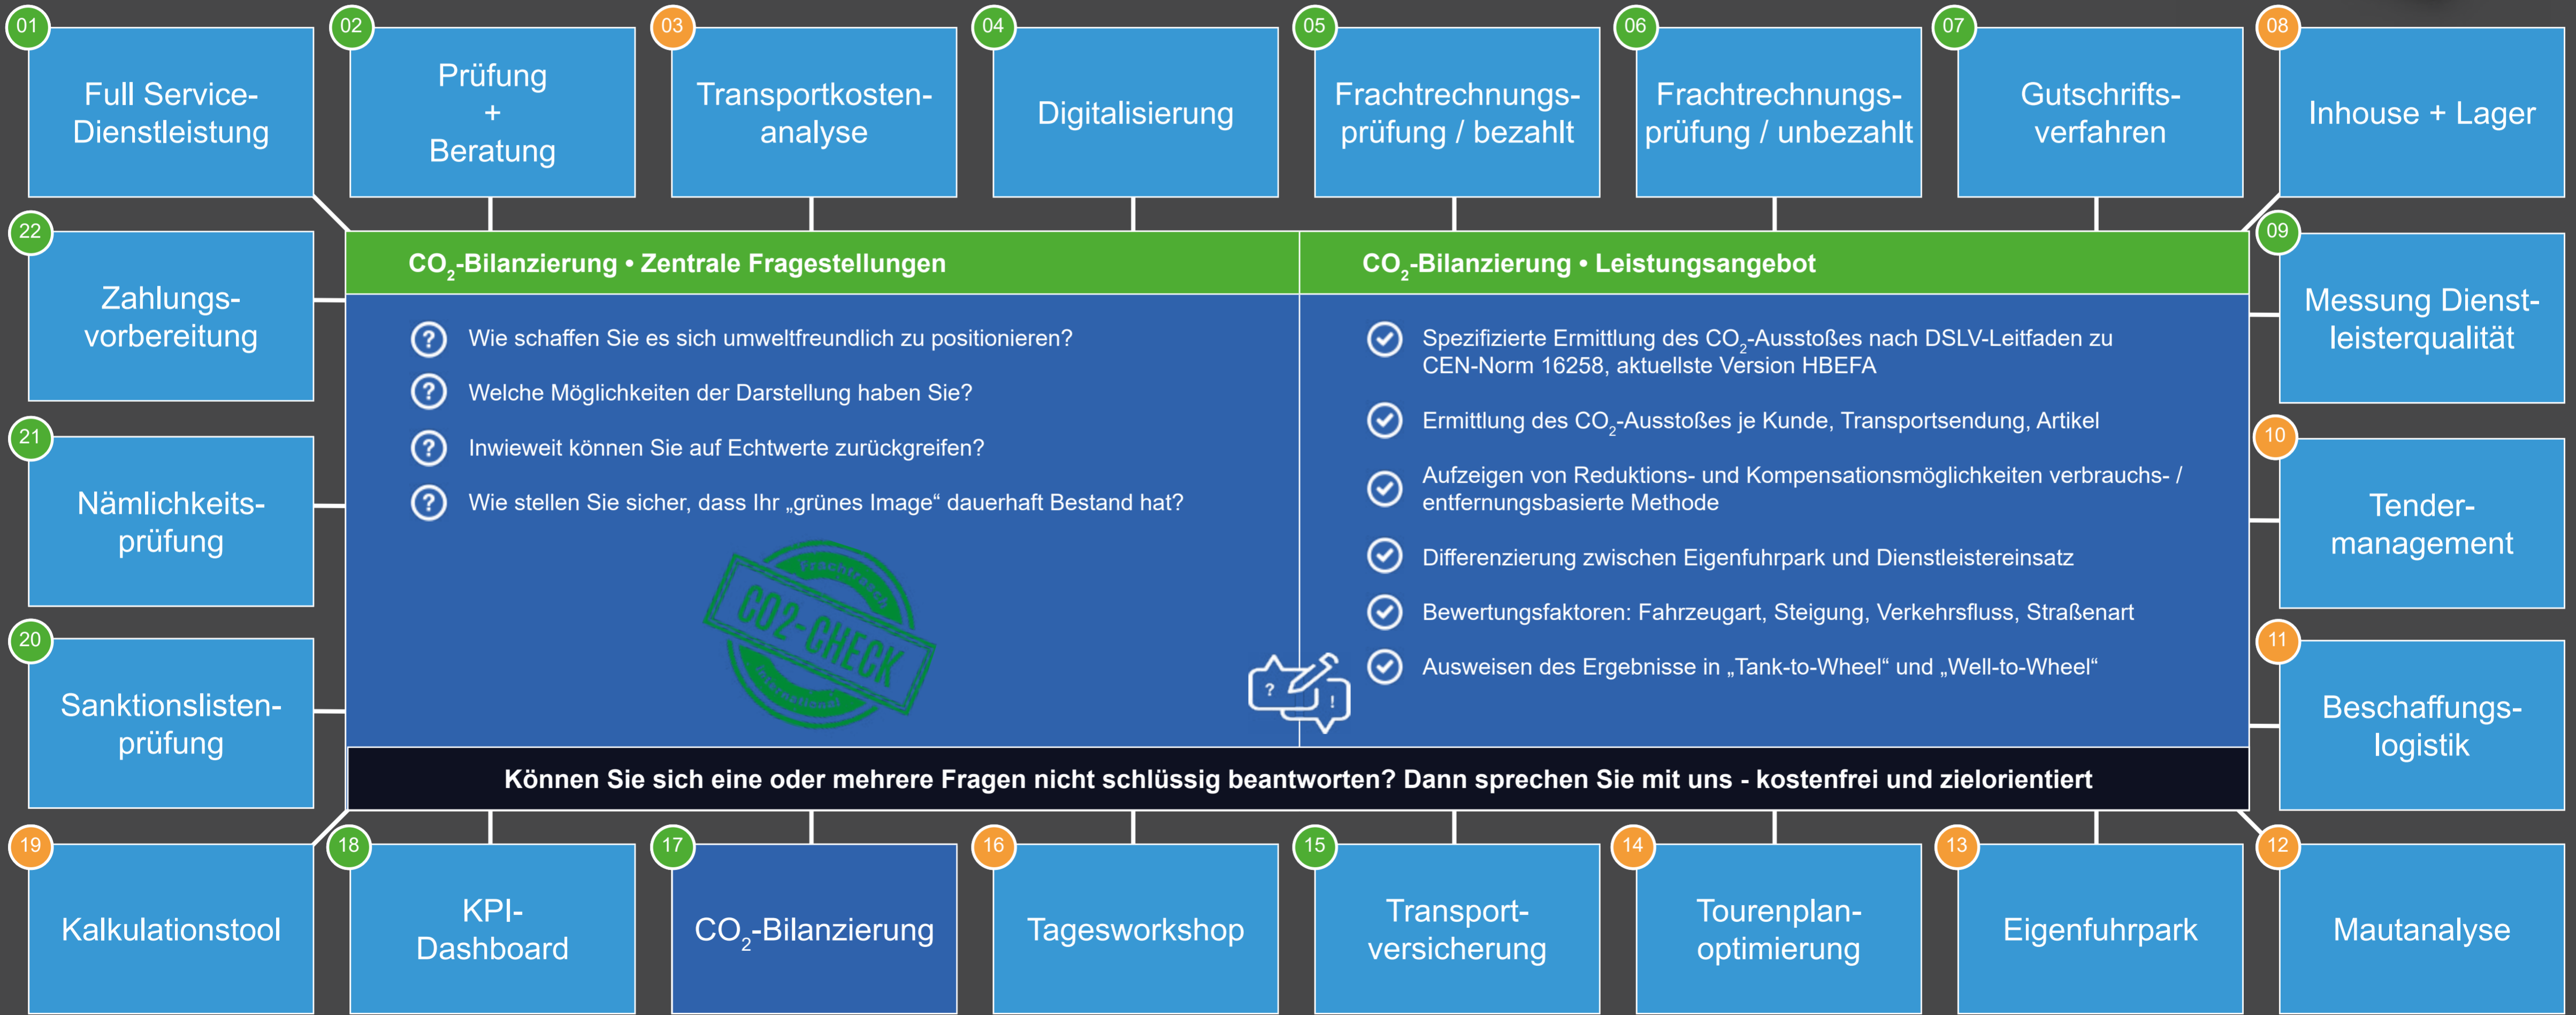 01
Full Service-
Dienstleistung
02
Prüfung
+
Beratung
03
Transportkosten-
analyse
04
Digitalisierung
05
Frachtrechnungs-
prüfung / bezahlt
06
Frachtrechnungs-
prüfung / unbezahlt
07
Gutschrifts-
verfahren
08
Inhouse + Lager
22
Zahlungs-
vorbereitung
21
Nämlichkeits-
prüfung
20
Sanktionslisten-
prüfung
CO₂-Bilanzierung • Zentrale Fragestellungen
? Wie schaffen Sie es sich umweltfreundlich zu positionieren?
? Welche Möglichkeiten der Darstellung haben Sie?
? Inwieweit können Sie auf Echtwerte zurückgreifen?
? Wie stellen Sie sicher, dass Ihr „grünes Image“ dauerhaft Bestand hat?
CO2-CHECK
CO₂-Bilanzierung • Leistungsangebot
Spezifizierte Ermittlung des CO₂-Ausstoßes nach DSLV-Leitfaden zu
CEN-Norm 16258, aktuellste Version HBEFA
Ermittlung des CO₂-Ausstoßes je Kunde, Transportsendung, Artikel
Aufzeigen von Reduktions- und Kompensationsmöglichkeiten verbrauchs- /
entfernungsbasierte Methode
Differenzierung zwischen Eigenfuhrpark und Dienstleistereinsatz
Bewertungsfaktoren: Fahrzeugart, Steigung, Verkehrsfluss, Straßenart
Ausweisen des Ergebnisse in „Tank-to-Wheel“ und „Well-to-Wheel“
? !
Können Sie sich eine oder mehrere Fragen nicht schlüssig beantworten? Dann sprechen Sie mit uns - kostenfrei und zielorientiert
09
Messung Dienst-
leisterqualität
10
Tender-
management
11
Beschaffungs-
logistik
19
Kalkulationstool
18
KPI-
Dashboard
17
CO₂-Bilanzierung
16
Tagesworkshop
15
Transport-
versicherung
14
Tourenplan-
optimierung
13
Eigenfuhrpark
12
Mautanalyse